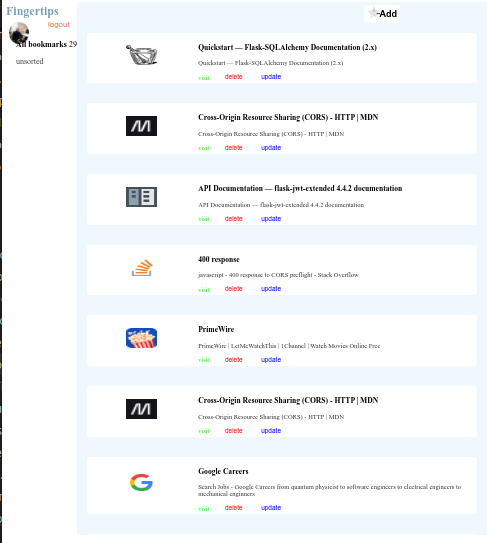 Fingertips
logout
All bookmarks 29
unsorted
Add
Quickstart — Flask-SQLAlchemy Documentation (2.x)
Quickstart — Flask-SQLAlchemy Documentation (2.x)
visit delete update
Cross-Origin Resource Sharing (CORS) - HTTP | MDN
Cross-Origin Resource Sharing (CORS) - HTTP | MDN
visit delete update
API Documentation — flask-jwt-extended 4.4.2 documentation
API Documentation — flask-jwt-extended 4.4.2 documentation
visit delete update
400 response
javascript - 400 response to CORS preflight - Stack Overflow
visit delete update
PrimeWire
PrimeWire | LetMeWatchThis | 1Channel | Watch Movies Online Free
visit delete update
Cross-Origin Resource Sharing (CORS) - HTTP | MDN
Cross-Origin Resource Sharing (CORS) - HTTP | MDN
visit delete update
Google Careers
Search Jobs - Google Careers from quantum physicist to software engineers to electrical engineers to
mechanical enginners
visit delete update